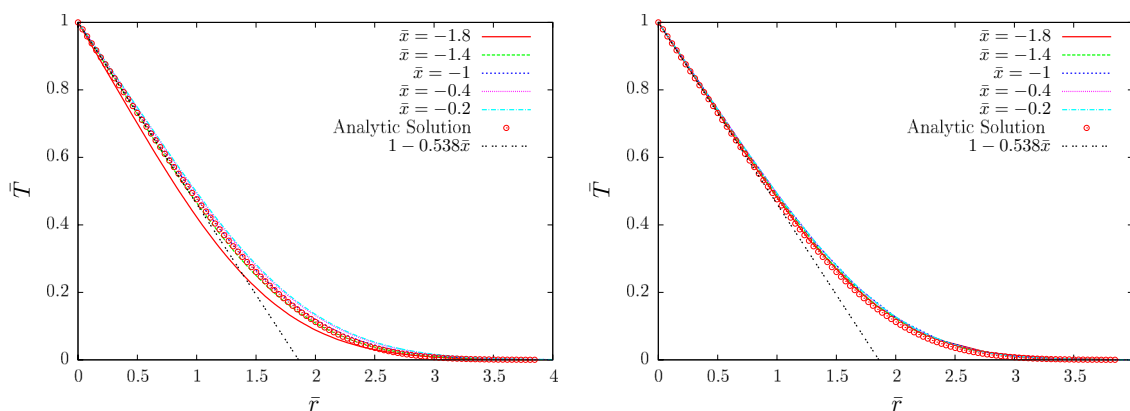 1
0.8
0.6
0.4
0.2
0
0 0.5 1 1.5 2 2.5 3 3.5 4
T̄
r̄
x̄ = −1.8
x̄ = −1.4
x̄ = −1
x̄ = −0.4
x̄ = −0.2
Analytic Solution
1 − 0.538x̄
1
0.8
0.6
0.4
0.2
0
0 0.5 1 1.5 2 2.5 3 3.5
T̄
r̄
x̄ = −1.8
x̄ = −1.4
x̄ = −1
x̄ = −0.4
x̄ = −0.2
Analytic Solution
1 − 0.538x̄